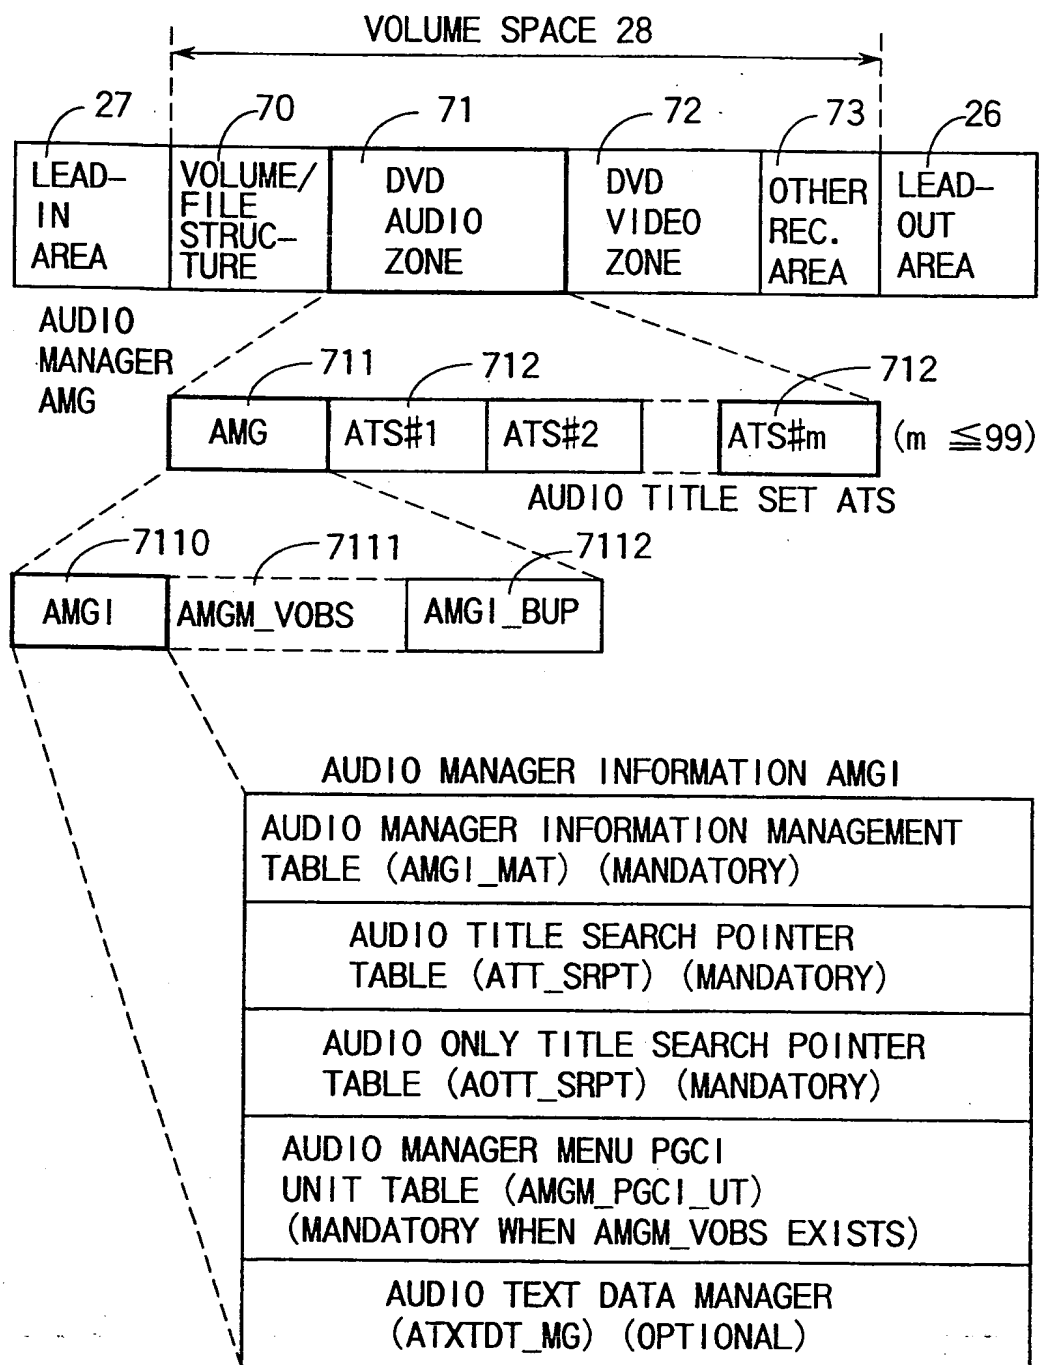 VOLUME SPACE 28
27
70
71
72
73
26
LEAD-
IN
AREA
VOLUME/
FILE
STRUC-
TURE
DVD
AUDIO
ZONE
DVD
VIDEO
ZONE
OTHER
REC.
AREA
LEAD-
OUT
AREA
AUDIO
MANAGER
AMG
711
712
712
AMG
ATS#1
ATS#2
ATS#m
(m ≦99)
AUDIO TITLE SET ATS
7110
7111
7112
AMGI
AMGM_VOBS
AMGI_BUP
AUDIO MANAGER INFORMATION AMGI
AUDIO MANAGER INFORMATION MANAGEMENT
TABLE (AMGI_MAT) (MANDATORY)
AUDIO TITLE SEARCH POINTER
TABLE (ATT_SRPT) (MANDATORY)
AUDIO ONLY TITLE SEARCH POINTER
TABLE (AOTT_SRPT) (MANDATORY)
AUDIO MANAGER MENU PGCI
UNIT TABLE (AMGM_PGCI_UT)
(MANDATORY WHEN AMGM_VOBS EXISTS)
AUDIO TEXT DATA MANAGER
(ATXTDT_MG) (OPTIONAL)